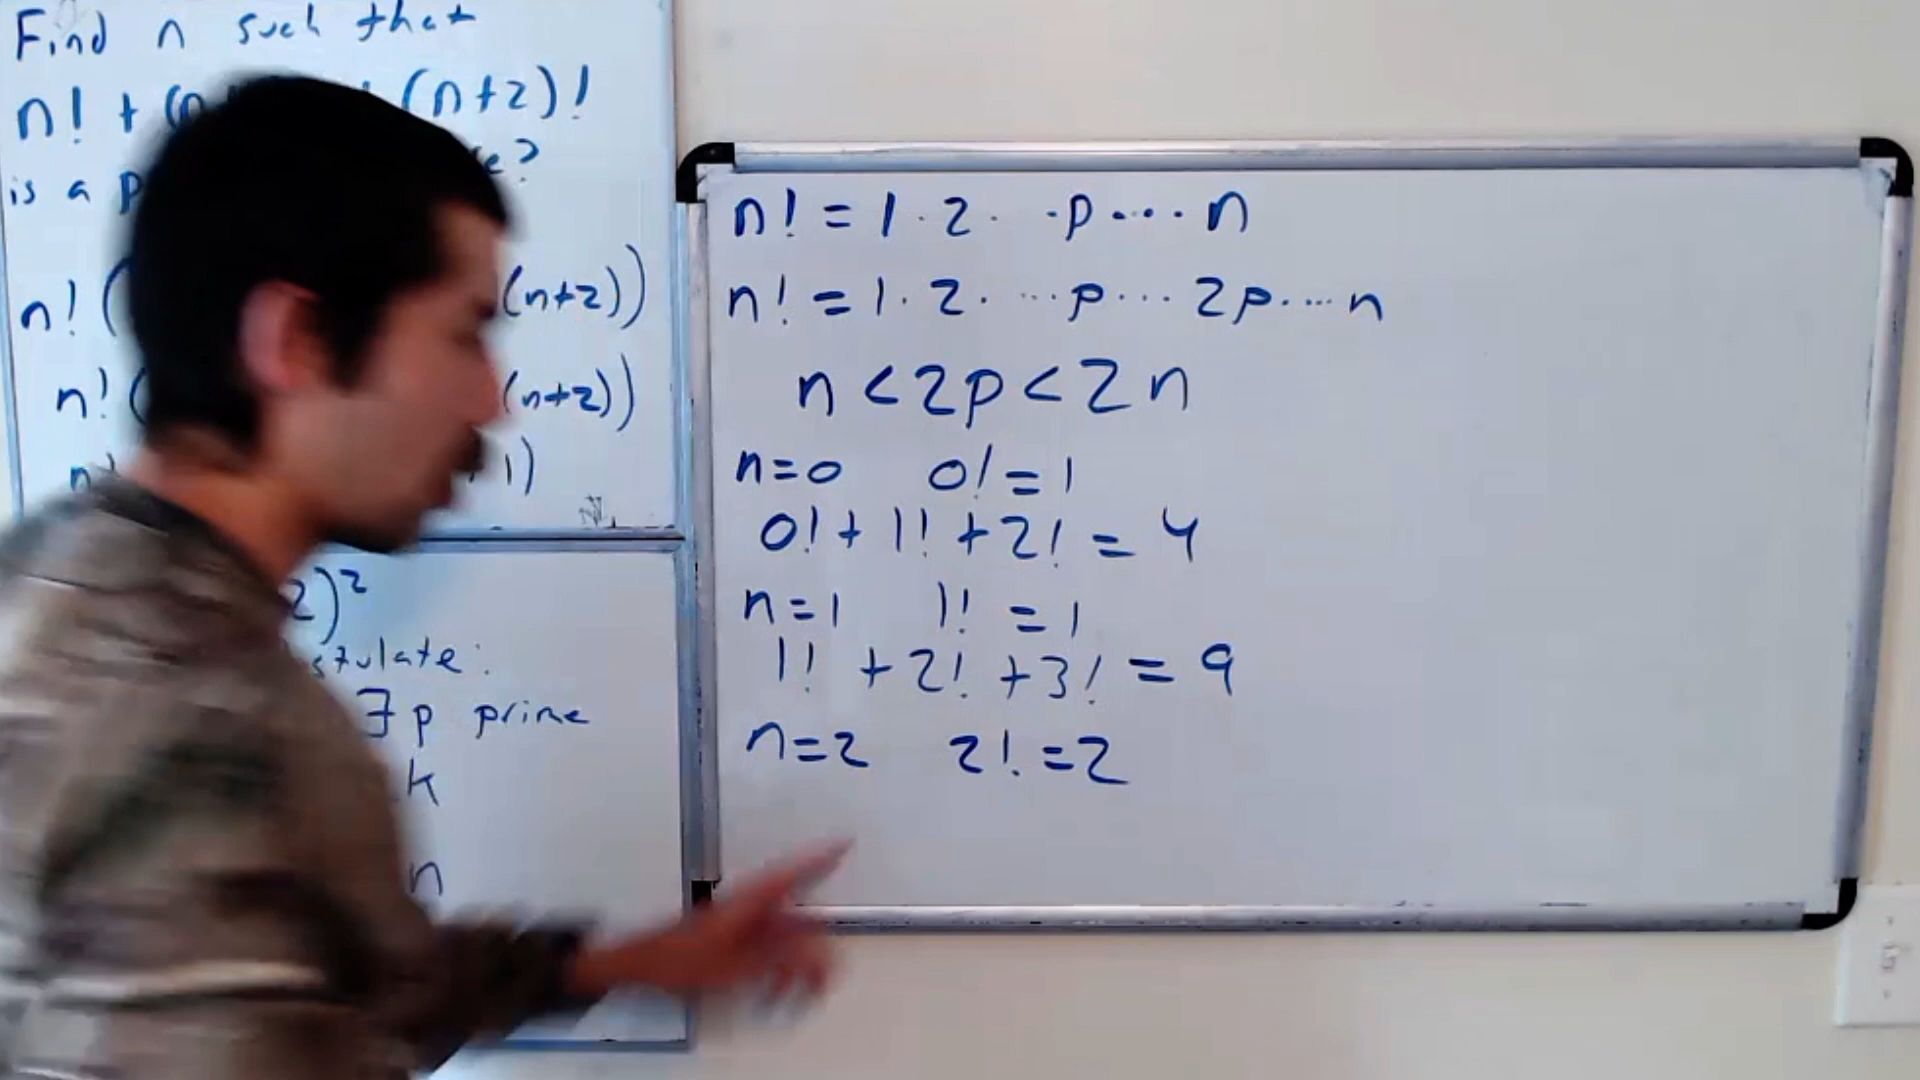 Find n such that
n! + (n + (n+2)!
is a p e?
n! ( (n+2))
n! ( (n+2))
n! 1)
2)²
stulate:
∃ p prime
k
n
n! = 1 · 2 · · p · · · · n
n! = 1 · 2 · · · · p · · · 2p · · · · n
n < 2p < 2n
n=0 0! = 1
0! + 1! + 2! = 4
n=1 1! = 1
1! + 2! + 3! = 9
n=2 2! = 2